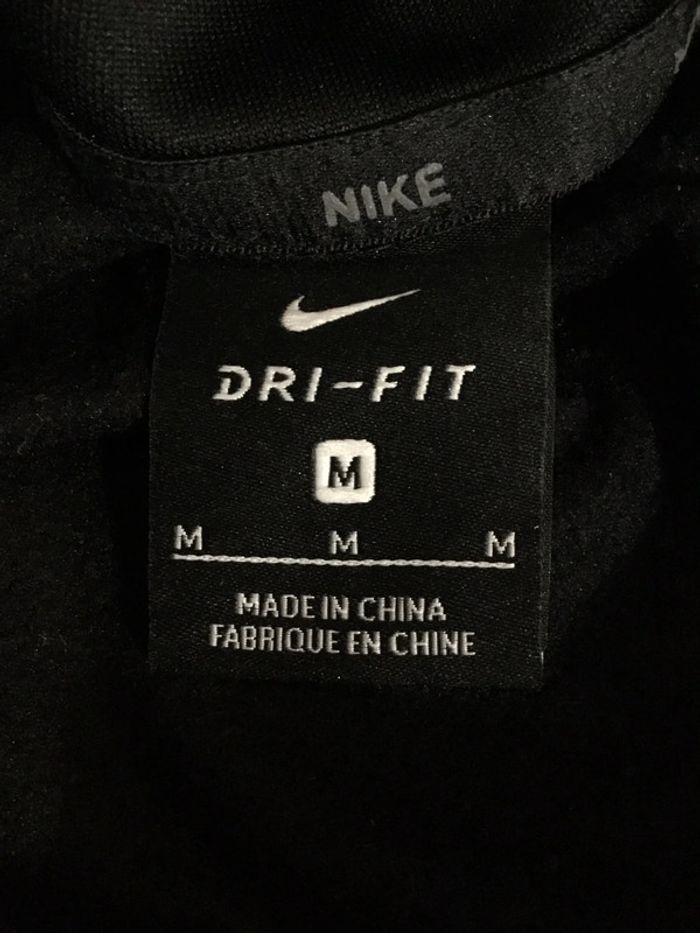 NIKE
DRI-FIT
M
M M M
MADE IN CHINA
FABRIQUE EN CHINE